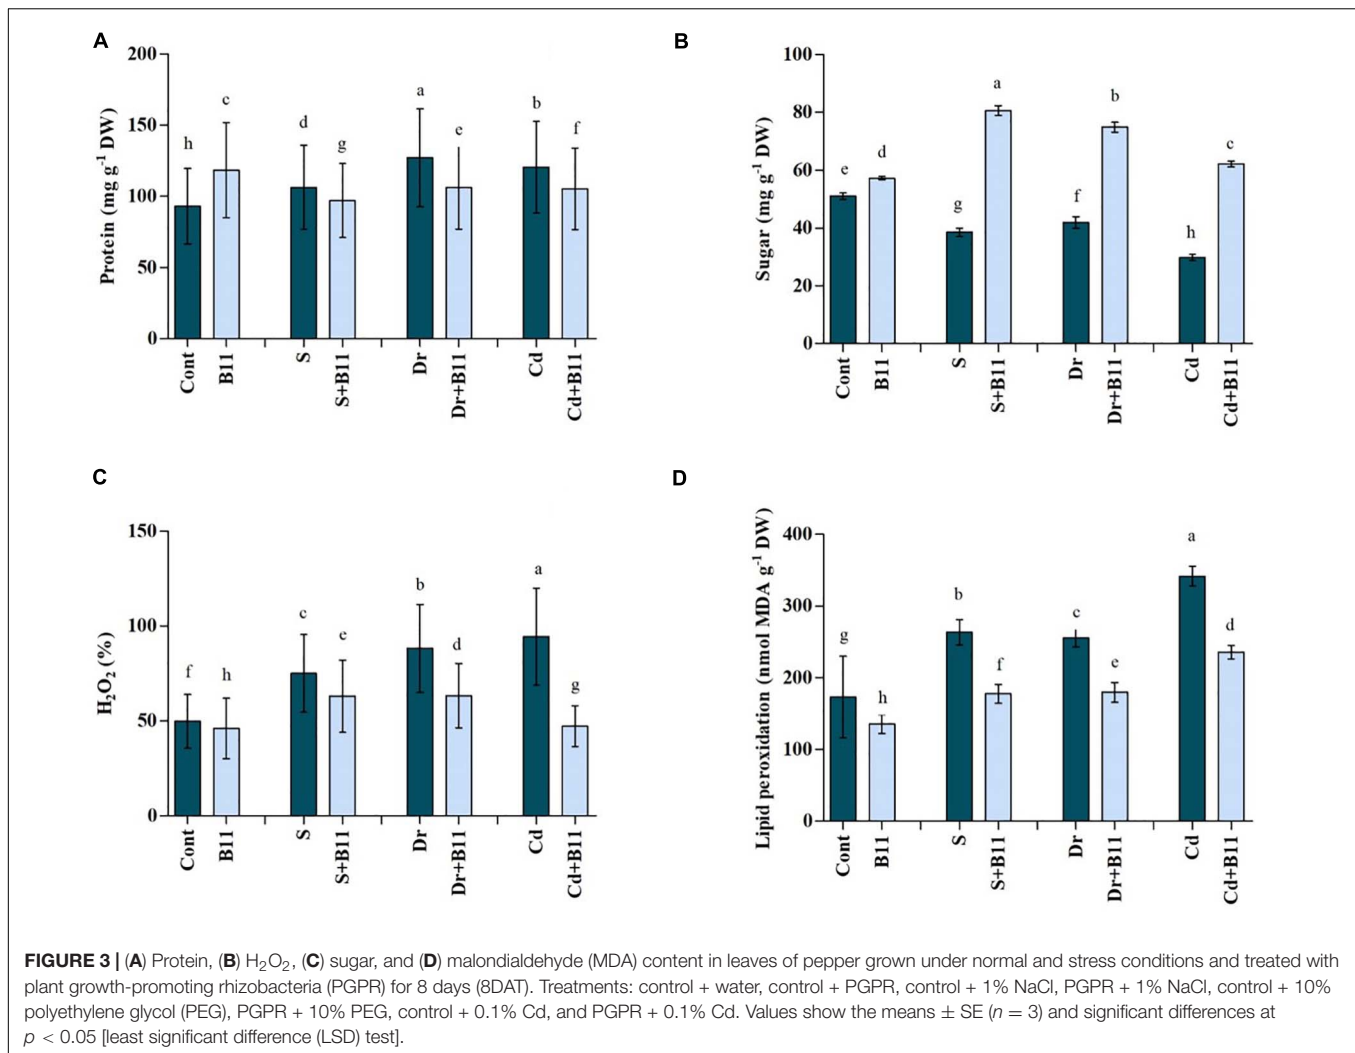 A
Protein (mg g⁻¹ DW)
200
150
100
50
0
h
c
d
g
a
e
b
f
Cont
B11
S
S+B11
Dr
Dr+B11
Cd
Cd+B11
B
Sugar (mg g⁻¹ DW)
100
80
60
40
20
0
e
d
g
a
f
b
h
c
Cont
B11
S
S+B11
Dr
Dr+B11
Cd
Cd+B11
C
H₂O₂ (%)
150
100
50
0
f
h
c
e
b
d
a
g
Cont
B11
S
S+B11
Dr
Dr+B11
Cd
Cd+B11
D
Lipid peroxidation (nmol MDA g⁻¹ DW)
400
300
200
100
0
g
h
b
f
c
e
a
d
Cont
B11
S
S+B11
Dr
Dr+B11
Cd
Cd+B11
FIGURE 3 | (A) Protein, (B) H₂O₂, (C) sugar, and (D) malondialdehyde (MDA) content in leaves of pepper grown under normal and stress conditions and treated with
plant growth-promoting rhizobacteria (PGPR) for 8 days (8DAT). Treatments: control + water, control + PGPR, control + 1% NaCl, PGPR + 1% NaCl, control + 10%
polyethylene glycol (PEG), PGPR + 10% PEG, control + 0.1% Cd, and PGPR + 0.1% Cd. Values show the means ± SE (n = 3) and significant differences at
p < 0.05 [least significant difference (LSD) test].